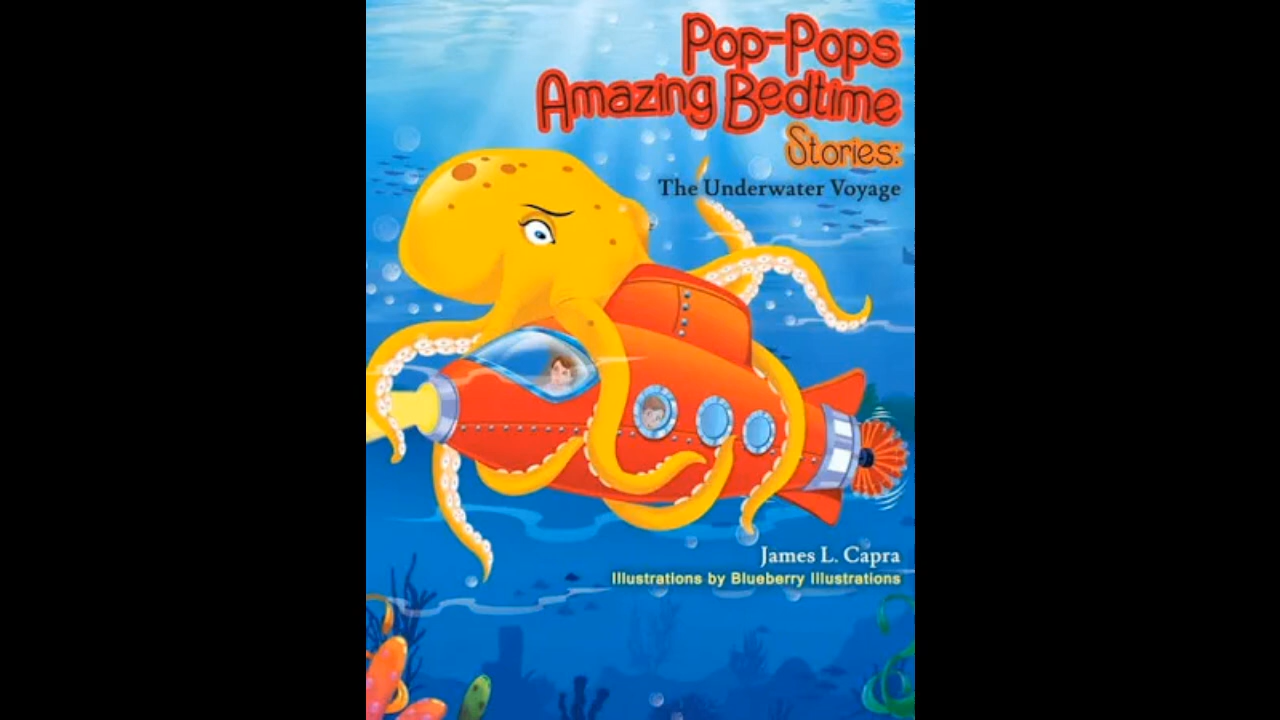 Pop-Pops
Amazing Bedtime
Stories:
The Underwater Voyage
James L. Capra
Illustrations by Blueberry Illustrations